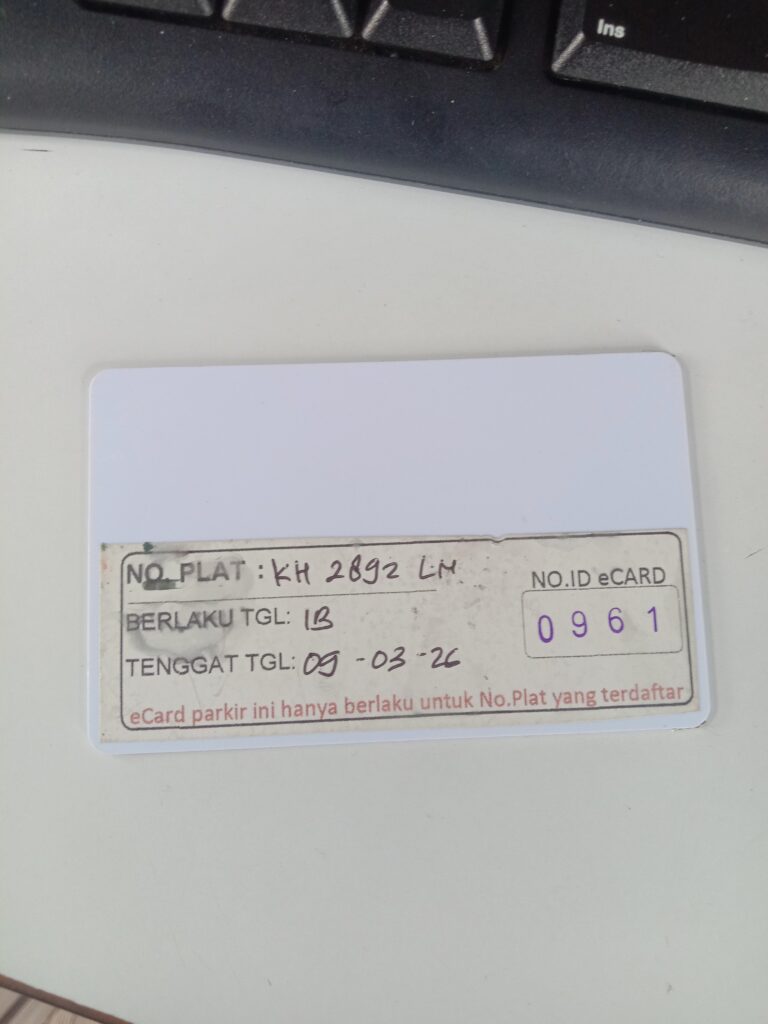 Ins
NO. PLAT : KH 2892 LM
BERLAKU TGL: 1B
TENGGAT TGL: 09 - 03 - 26
NO.ID eCARD
0961
eCard parkir ini hanya berlaku untuk No.Plat yang terdaftar